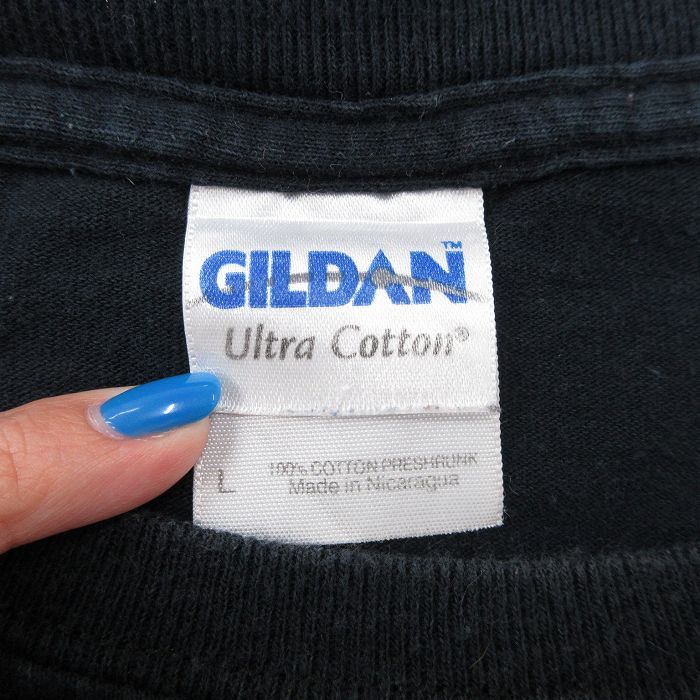 GILDAN™
Ultra Cotton®
L
100% COTTON PRESHRUNK
Made in Nicaragua